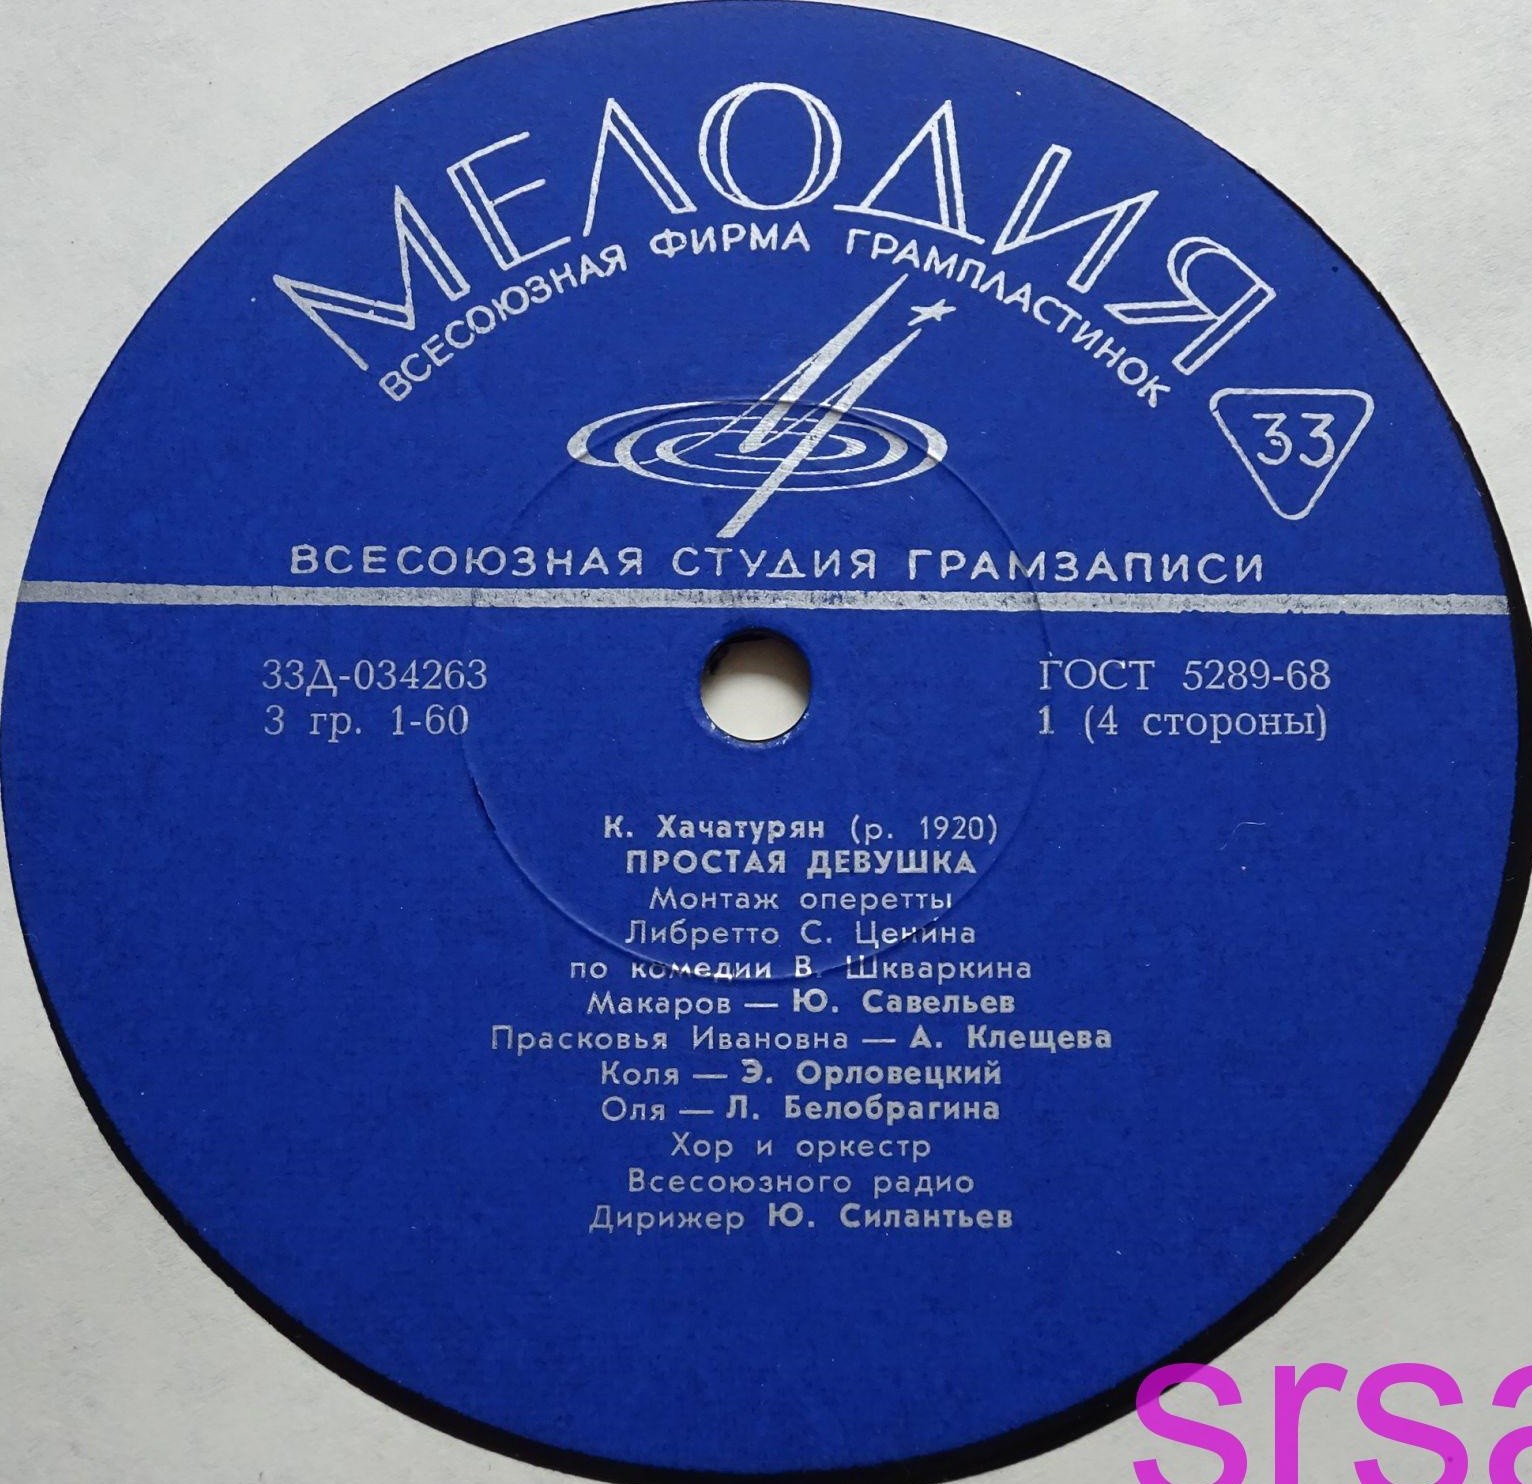 МЕЛОДИЯ
ВСЕСОЮЗНАЯ ФИРМА ГРАМПЛАСТИНОК
33
ВСЕСОЮЗНАЯ СТУДИЯ ГРАМЗАПИСИ
33Д-034263
3 гр. 1-60
ГОСТ 5289-68
1 (4 стороны)
К. Хачатурян (р. 1920)
ПРОСТАЯ ДЕВУШКА
Монтаж оперетты
Либретто С. Ценина
по комедии В. Шкваркина
Макаров — Ю. Савельев
Прасковья Ивановна — А. Клещева
Коля — Э. Орловецкий
Оля — Л. Белобрагина
Хор и оркестр
Всесоюзного радио
Дирижер Ю. Силантьев
srsa